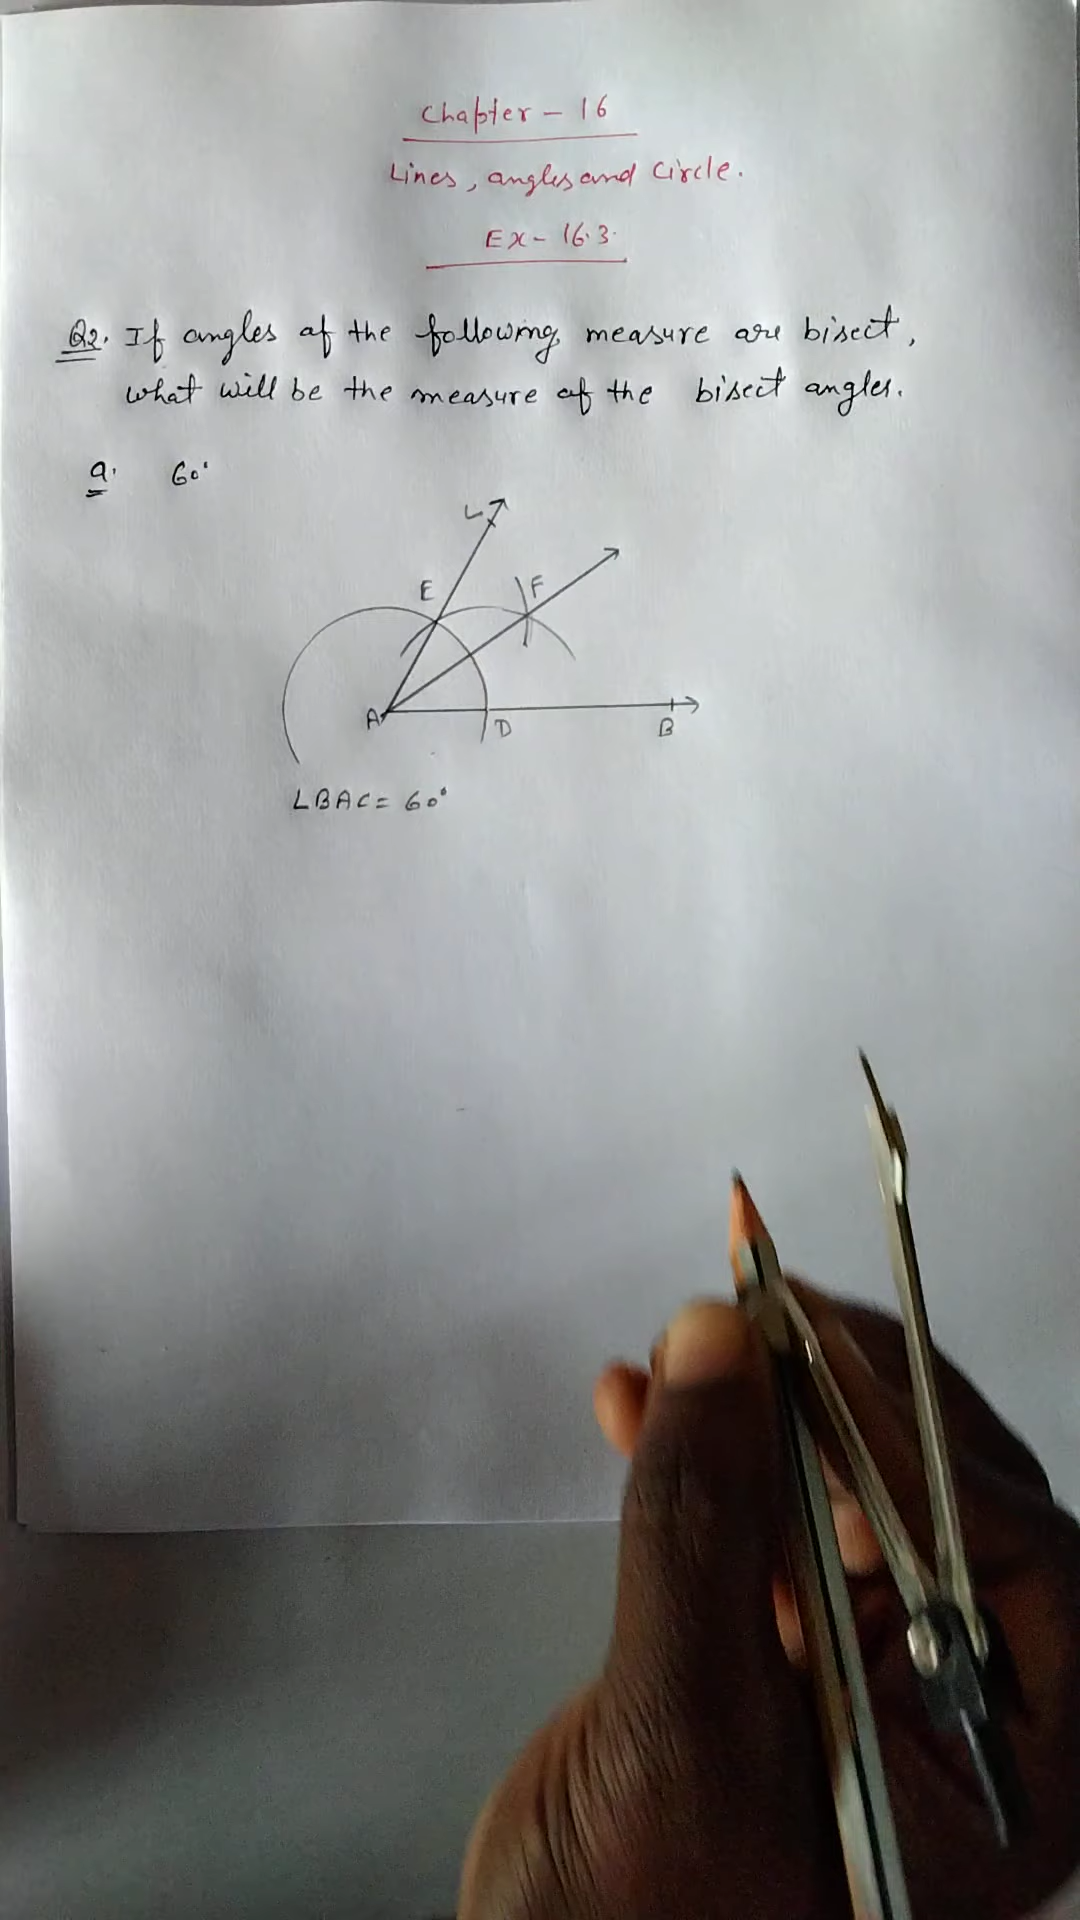 Chapter - 16
Lines, angles and Circle.
Ex - 16.3.
Q2. If angles of the following measure are bisect,
what will be the measure of the bisect angles.
a. 60°
C
E
F
A
D
B
LBAC = 60°